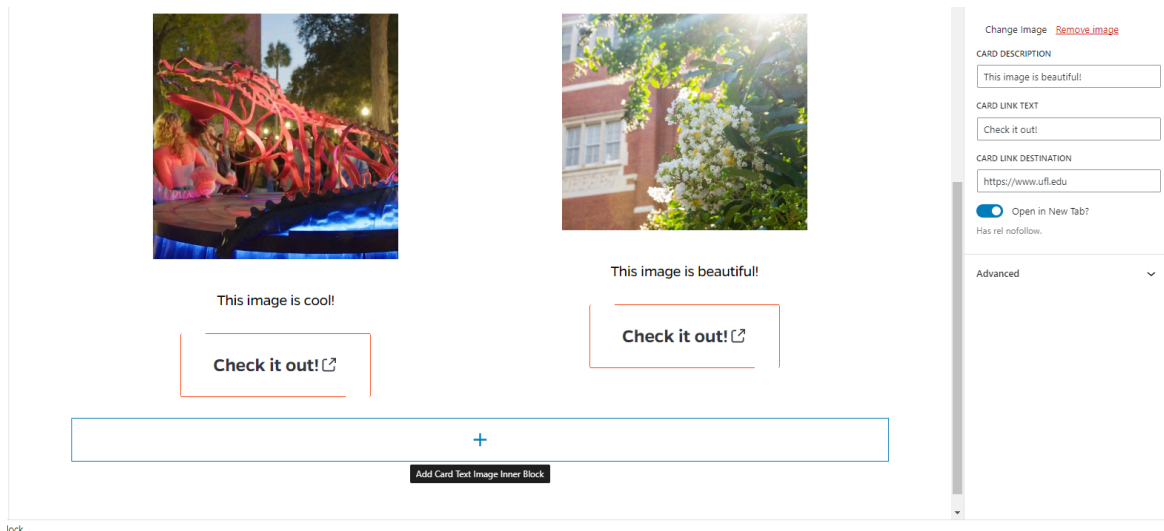 This image is cool!
Check it out!
This image is beautiful!
Check it out!
Add Card Text Image Inner Block
Change Image Remove image
CARD DESCRIPTION
This image is beautiful!
CARD LINK TEXT
Check it out!
CARD LINK DESTINATION
https://www.ufl.edu
Open in New Tab?
Has rel nofollow.
Advanced
lock